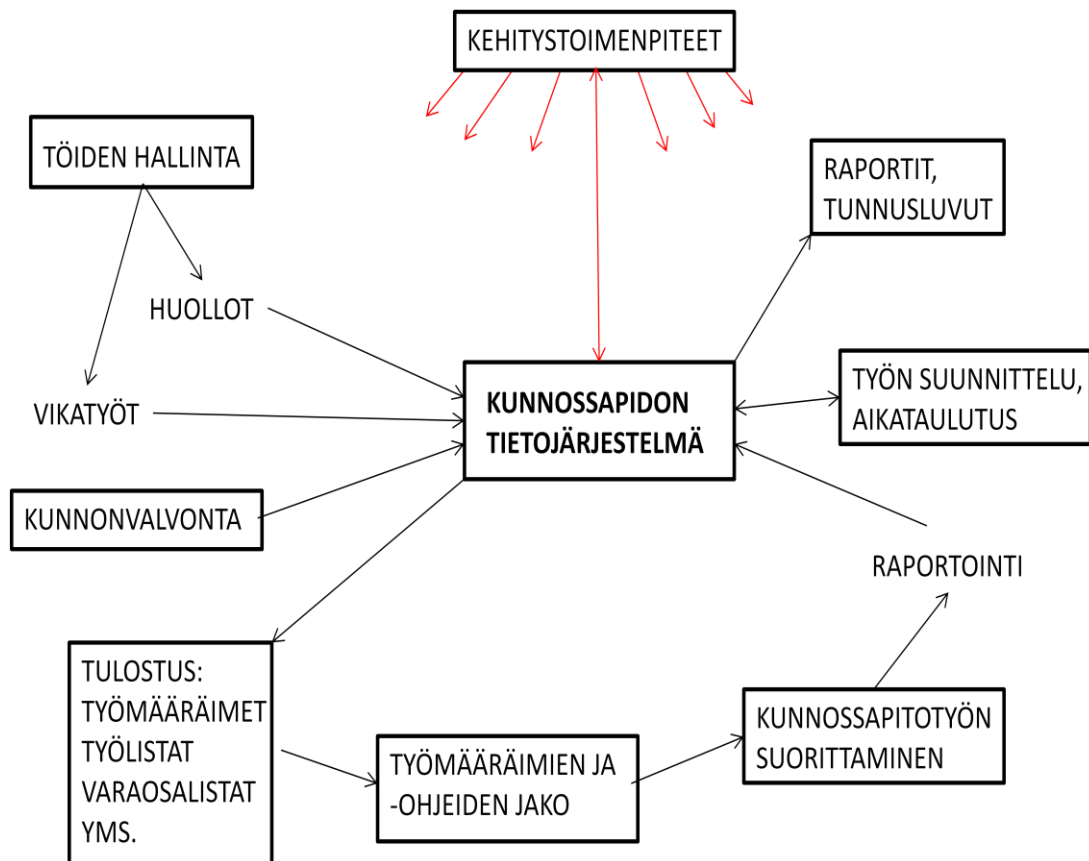 KEHITYSTOIMENPITEET
TÖIDEN HALLINTA
RAPORTIT,
TUNNUSLUVUT
HUOLLOT
VIKATYÖT
KUNNOSSAPIDON
TIETOJÄRJESTELMÄ
TYÖN SUUNNITTELU,
AIKATAULUTUS
KUNNONVALVONTA
RAPORTOINTI
TULOSTUS:
TYÖMÄÄRÄIMET
TYÖLISTAT
VARAOSALISTAT
YMS.
TYÖMÄÄRÄIMIEN JA
-OHJEIDEN JAKO
KUNNOSSAPITOTYÖN
SUORITTAMINEN